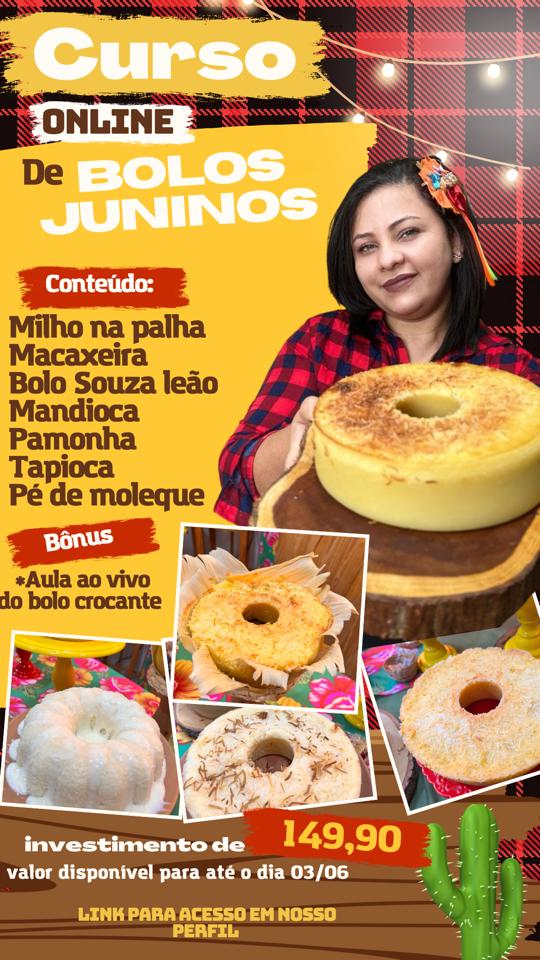 Curso
ONLINE
De BOLOS
JUNINOS
Conteúdo:
Milho na palha
Macaxeira
Bolo Souza leão
Mandioca
Pamonha
Tapioca
Pé de moleque
Bônus
*Aula ao vivo
do bolo crocante
investimento de 149,90
valor disponível para até o dia 03/06
LINK PARA ACESSO EM NOSSO
PERFIL